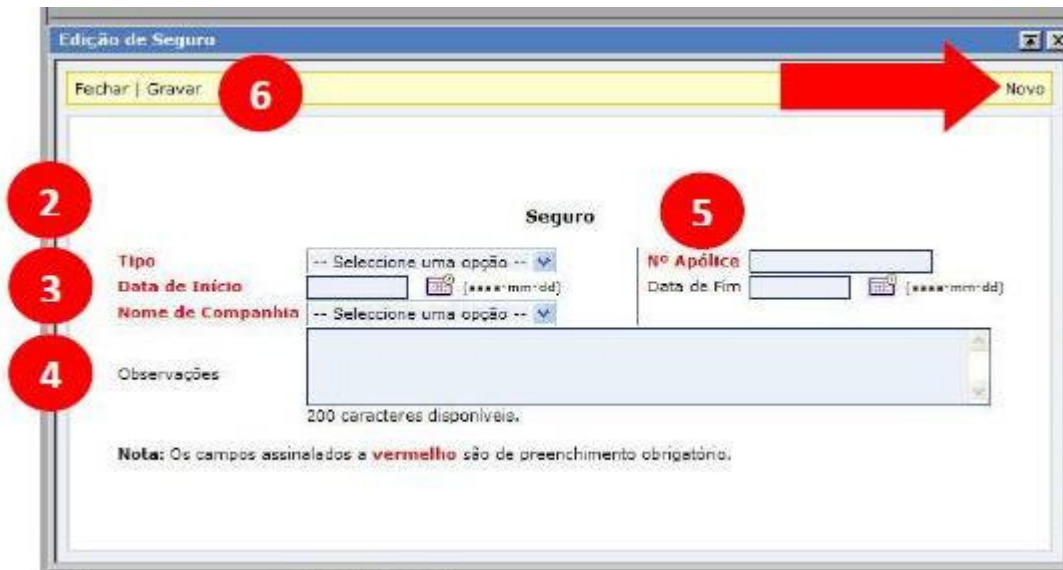 Edição de Seguro
Fechar | Gravar 6 Novo
2
Seguro 5
Tipo -- Seleccione uma opção -- Nº Apólice
3 Data de Início (aaaa-mm-dd) Data de Fim (aaaa-mm-dd)
Nome de Companhia -- Seleccione uma opção --
4 Observações
200 caracteres disponíveis.
Nota: Os campos assinalados a vermelho são de preenchimento obrigatório.